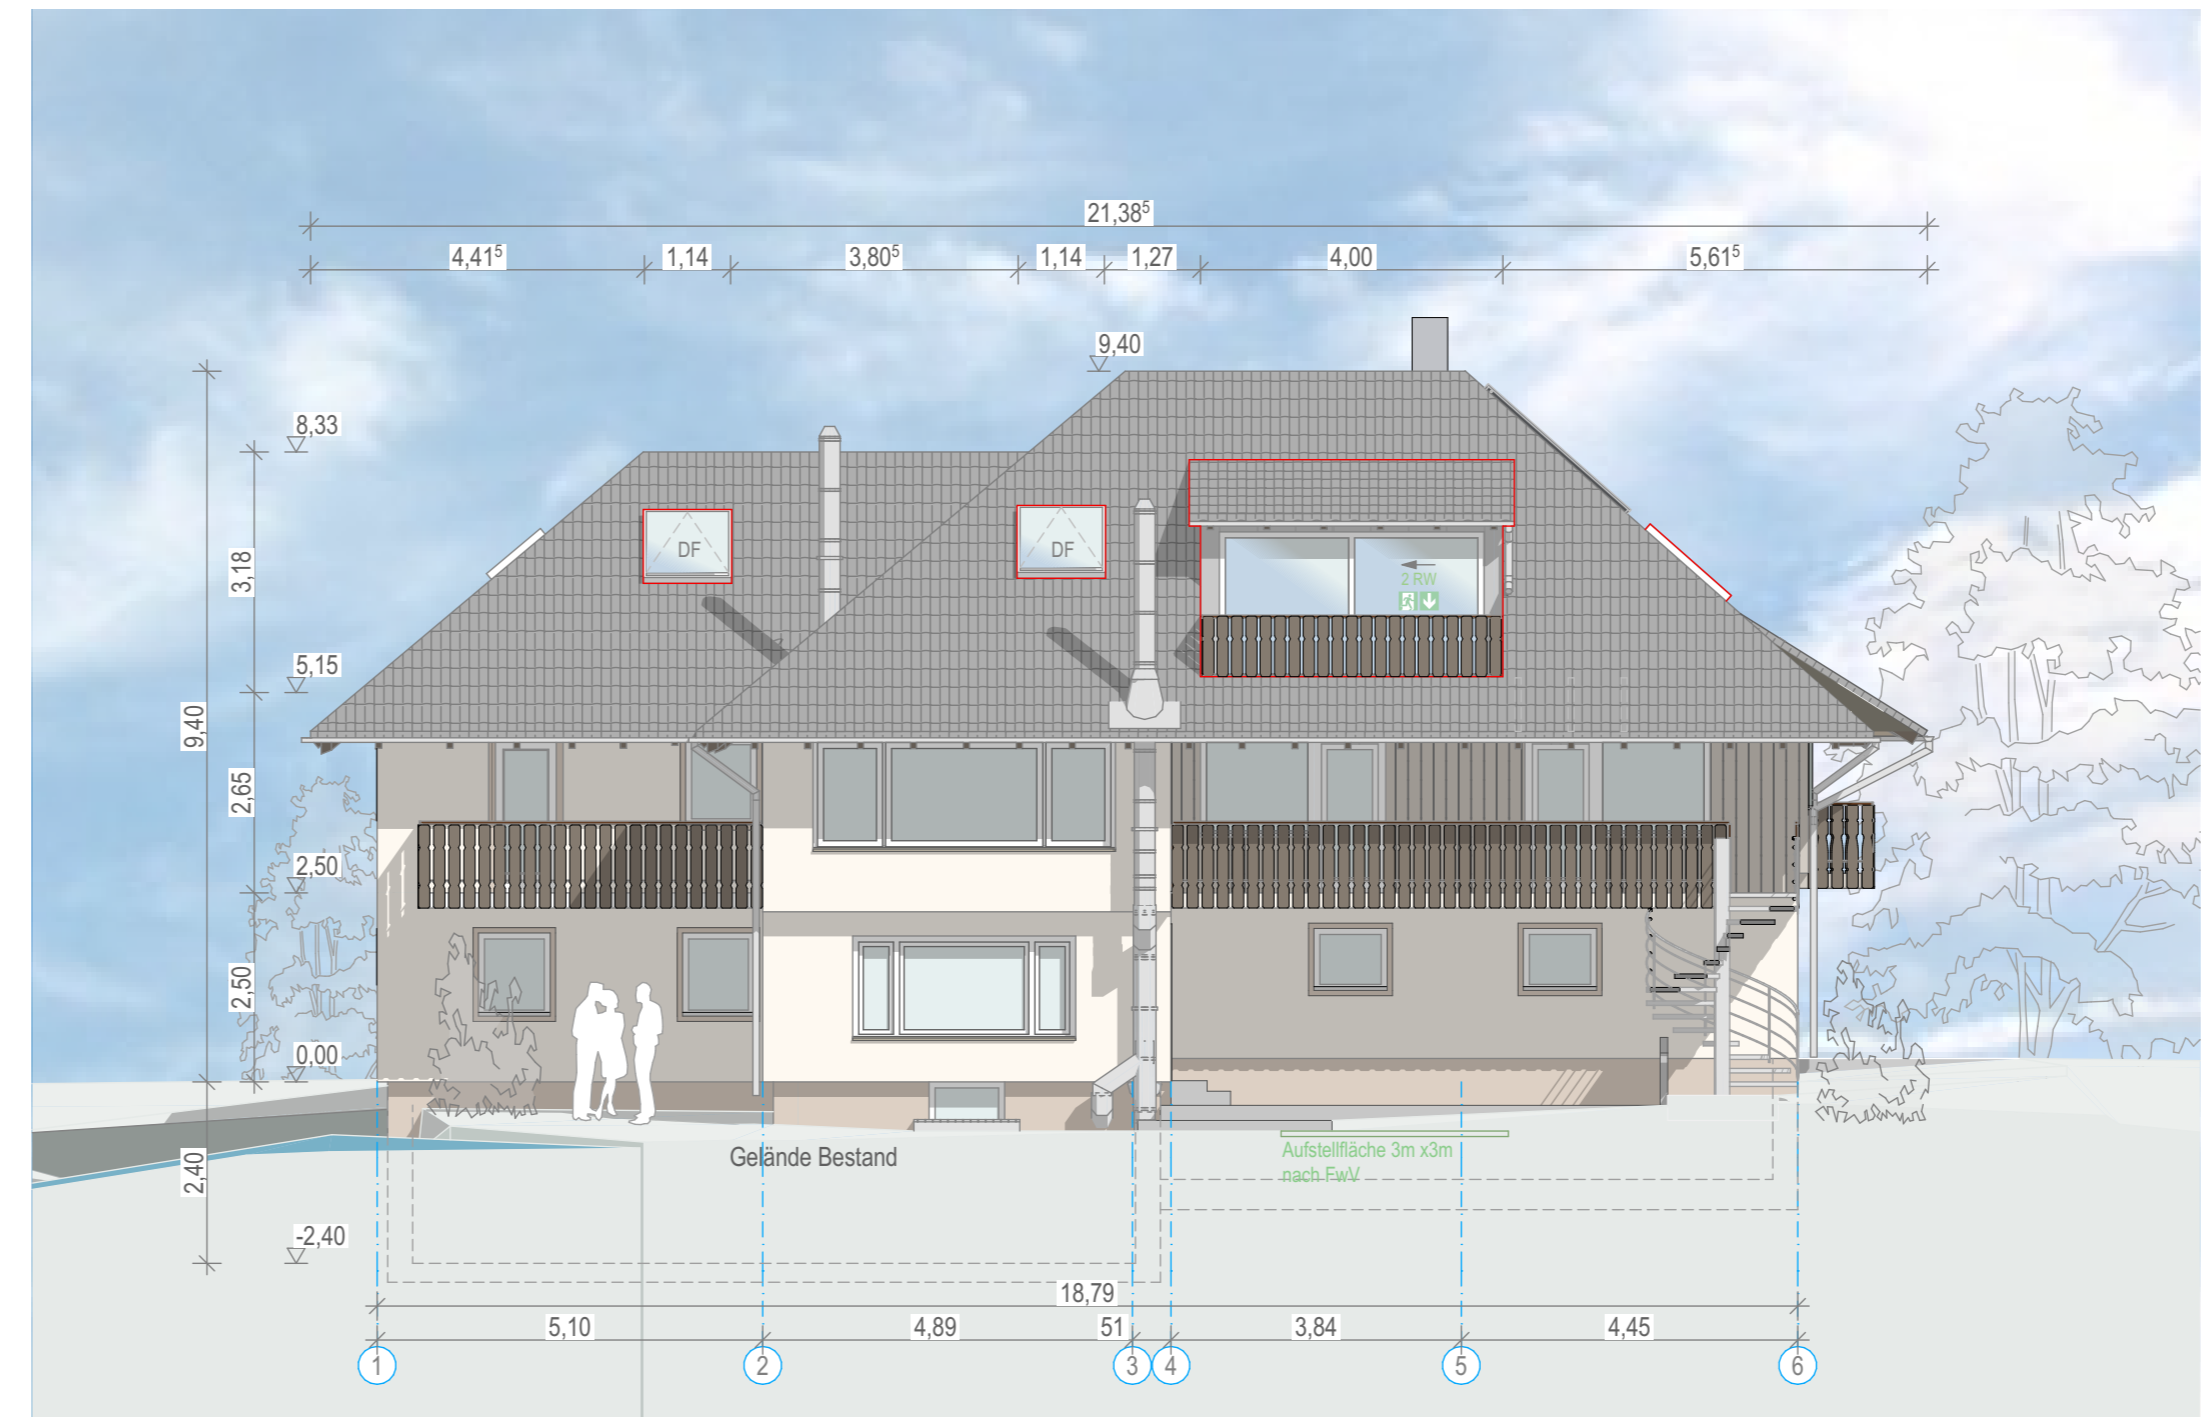 21,38⁵
4,41⁵ 1,14 3,80⁵ 1,14 1,27 4,00 5,61⁵
9,40
8,33
3,18
DF
DF
2 RW
5,15
9,40
2,65
2,50
2,50
0,00
2,40
-2,40
Gelände Bestand
Aufstellfläche 3m x3m
nach FwV
18,79
5,10 4,89 51 3,84 4,45
1 2 3 4 5 6